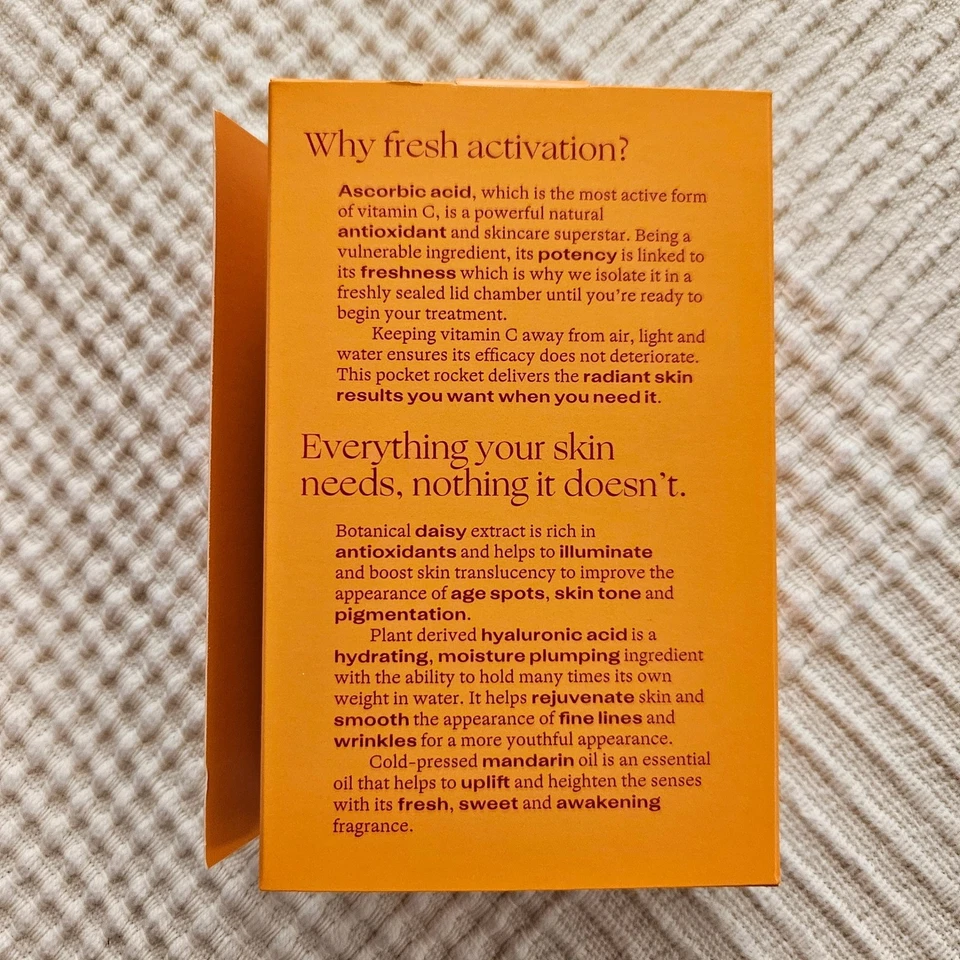 Why fresh activation?
Ascorbic acid, which is the most active form
of vitamin C, is a powerful natural
antioxidant and skincare superstar. Being a
vulnerable ingredient, its potency is linked to
its freshness which is why we isolate it in a
freshly sealed lid chamber until you're ready to
begin your treatment.
Keeping vitamin C away from air, light and
water ensures its efficacy does not deteriorate.
This pocket rocket delivers the radiant skin
results you want when you need it.
Everything your skin
needs, nothing it doesn't.
Botanical daisy extract is rich in
antioxidants and helps to illuminate
and boost skin translucency to improve the
appearance of age spots, skin tone and
pigmentation.
Plant derived hyaluronic acid is a
hydrating, moisture plumping ingredient
with the ability to hold many times its own
weight in water. It helps rejuvenate skin and
smooth the appearance of fine lines and
wrinkles for a more youthful appearance.
Cold-pressed mandarin oil is an essential
oil that helps to uplift and heighten the senses
with its fresh, sweet and awakening
fragrance.